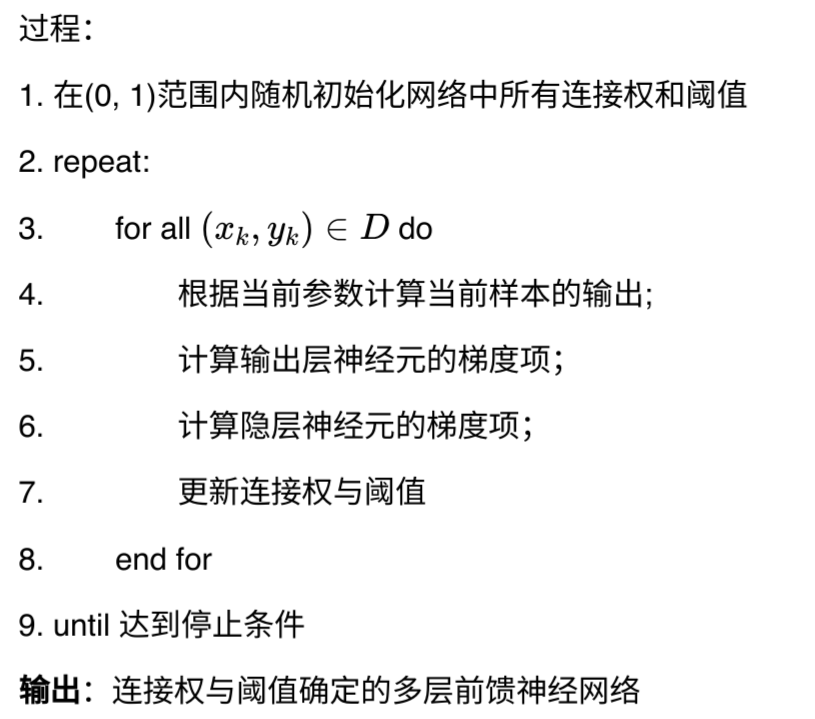 过程：
1. 在(0, 1)范围内随机初始化网络中所有连接权和阈值
2. repeat:
3. for all $(x_k, y_k) \in D$ do
4. 根据当前参数计算当前样本的输出;
5. 计算输出层神经元的梯度项；
6. 计算隐层神经元的梯度项；
7. 更新连接权与阈值
8. end for
9. until 达到停止条件
输出：连接权与阈值确定的多层前馈神经网络